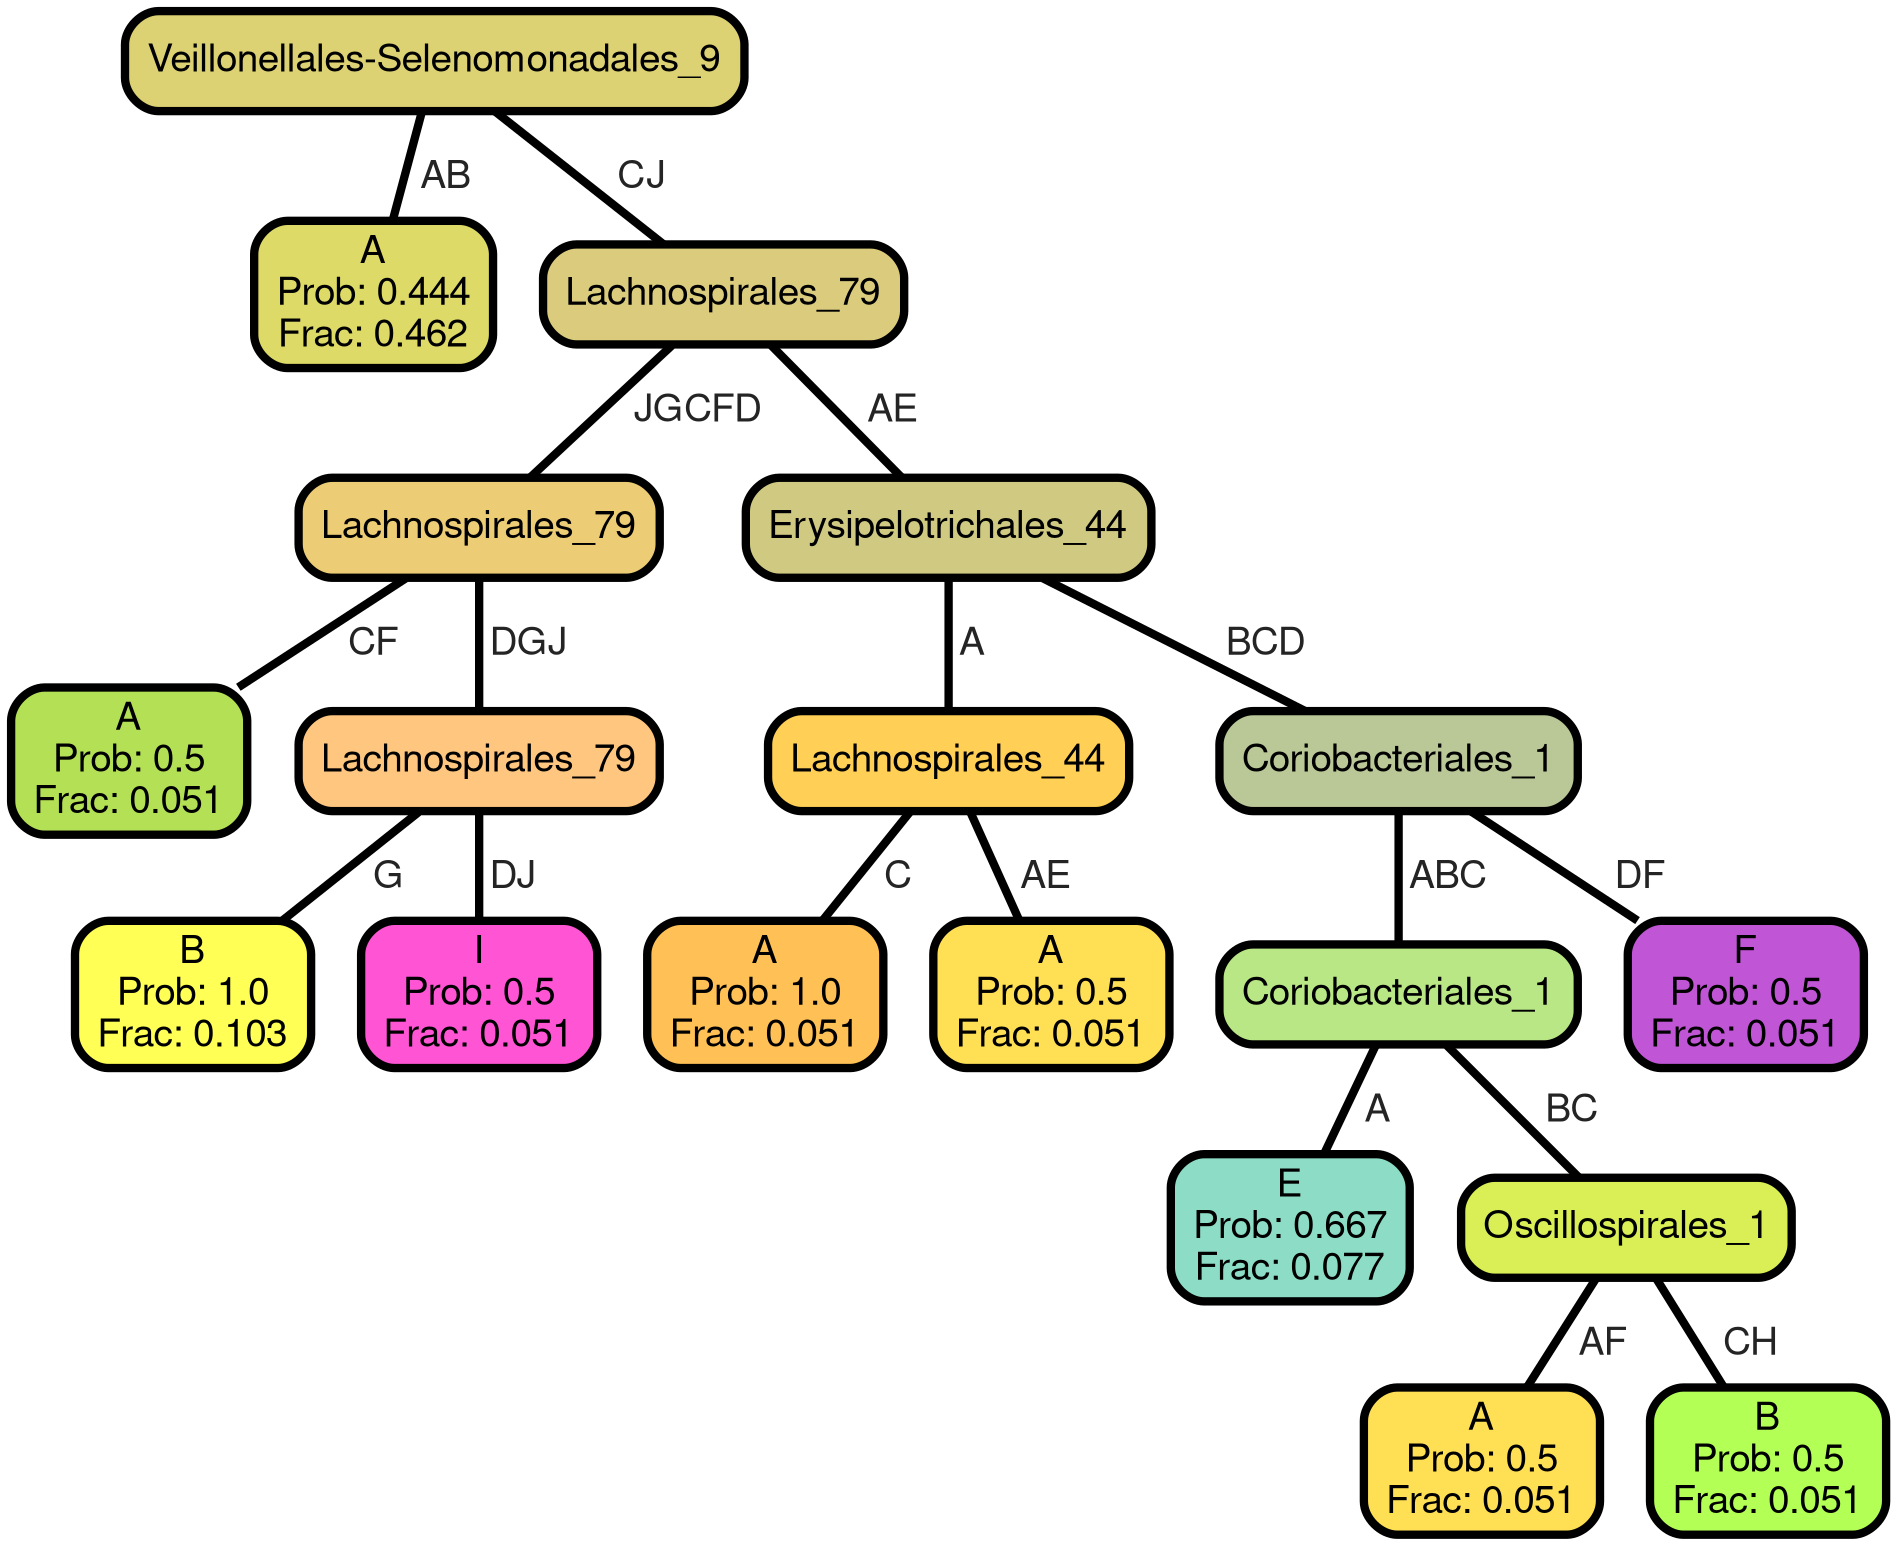 Veillonellales-Selenomonadales_9
AB
CJ
A
Prob: 0.444
Frac: 0.462
Lachnospirales_79
JGCFD
AE
Lachnospirales_79
Erysipelotrichales_44
CF
DGJ
A
BCD
A
Prob: 0.5
Frac: 0.051
Lachnospirales_79
Lachnospirales_44
Coriobacteriales_1
G
DJ
C
AE
ABC
DF
B
Prob: 1.0
Frac: 0.103
I
Prob: 0.5
Frac: 0.051
A
Prob: 1.0
Frac: 0.051
A
Prob: 0.5
Frac: 0.051
Coriobacteriales_1
F
Prob: 0.5
Frac: 0.051
A
BC
E
Prob: 0.667
Frac: 0.077
Oscillospirales_1
AF
CH
A
Prob: 0.5
Frac: 0.051
B
Prob: 0.5
Frac: 0.051